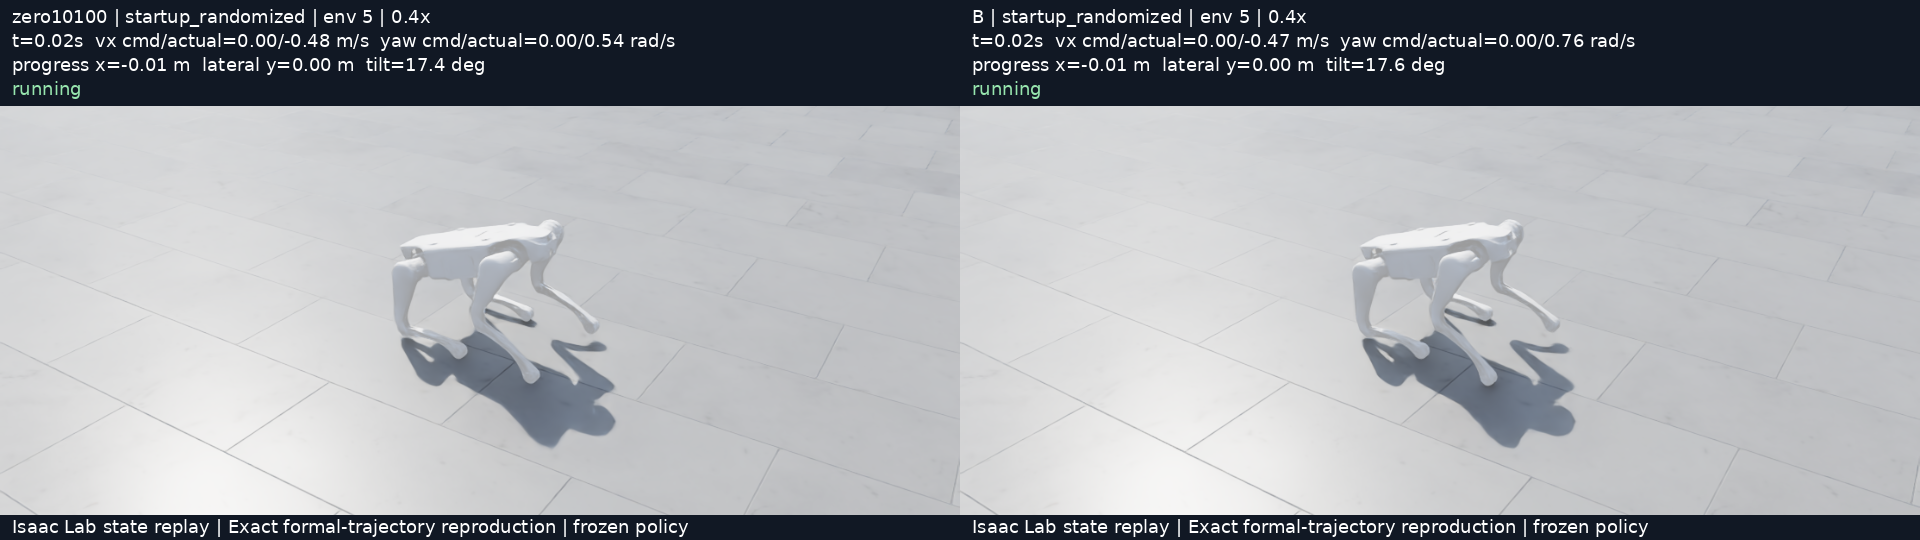 zero10100 | startup_randomized | env 5 | 0.4x
t=0.02s  vx cmd/actual=0.00/-0.48 m/s  yaw cmd/actual=0.00/0.54 rad/s
progress x=-0.01 m  lateral y=0.00 m  tilt=17.4 deg
running
Isaac Lab state replay | Exact formal-trajectory reproduction | frozen policy
B | startup_randomized | env 5 | 0.4x
t=0.02s  vx cmd/actual=0.00/-0.47 m/s  yaw cmd/actual=0.00/0.76 rad/s
progress x=-0.01 m  lateral y=0.00 m  tilt=17.6 deg
running
Isaac Lab state replay | Exact formal-trajectory reproduction | frozen policy